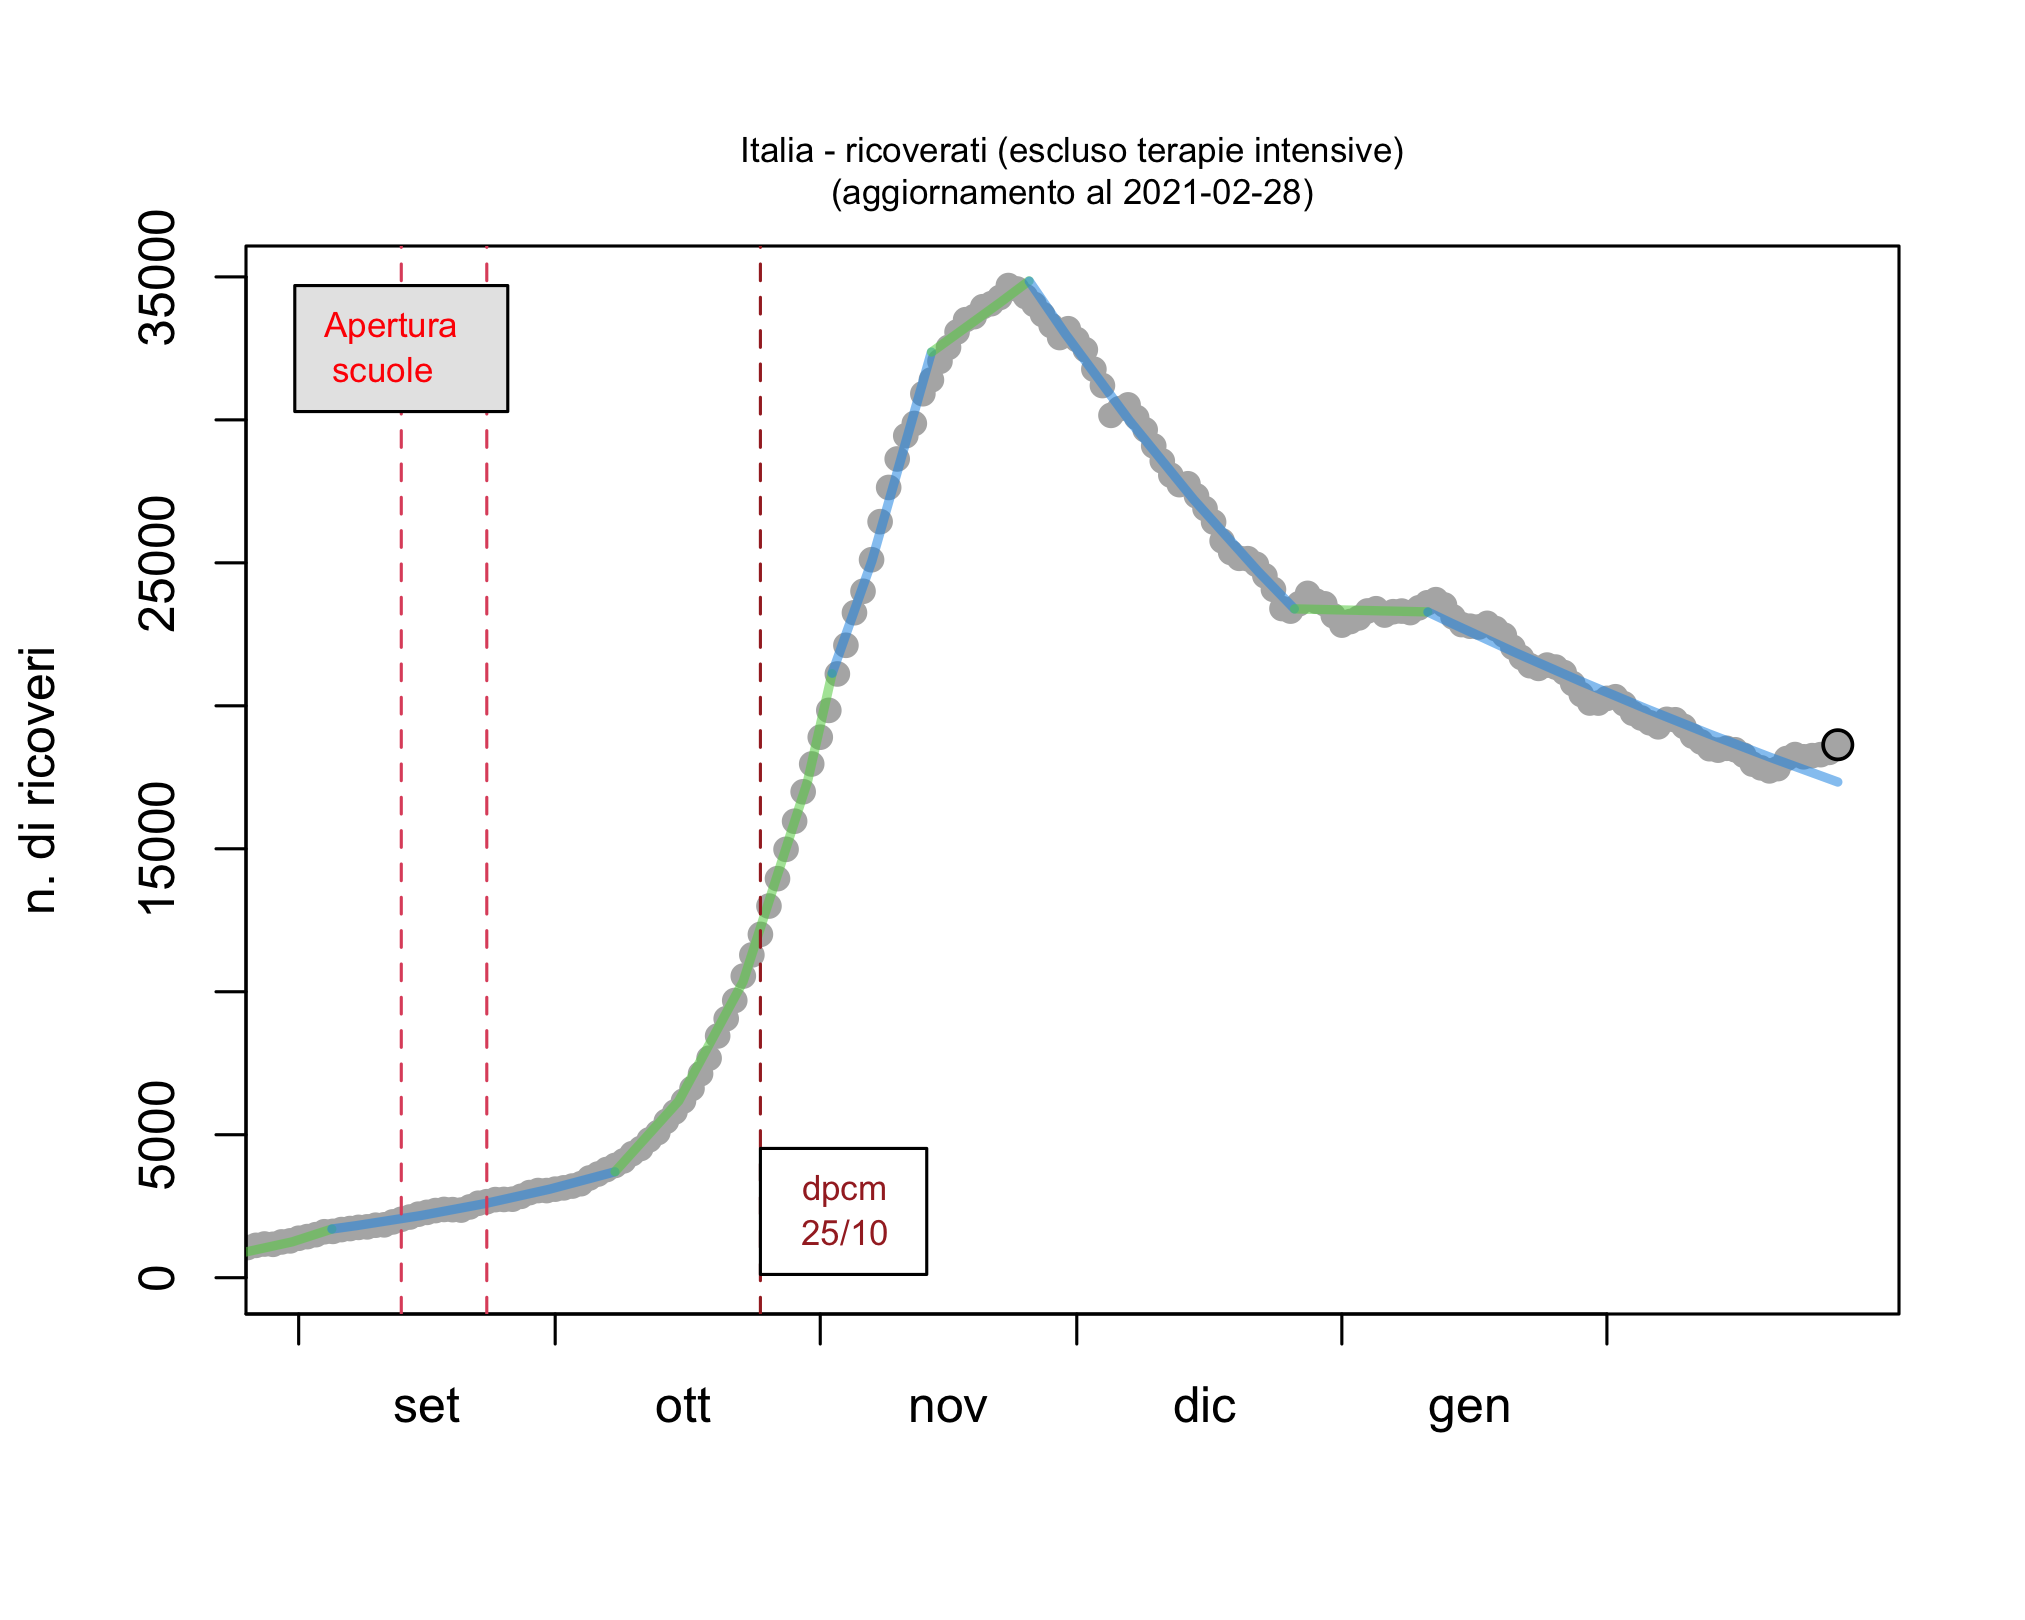 Italia - ricoverati (escluso terapie intensive)
(aggiornamento al 2021-02-28)
n. di ricoveri
35000
25000
15000
5000
0
Apertura
scuole
dpcm
25/10
set
ott
nov
dic
gen